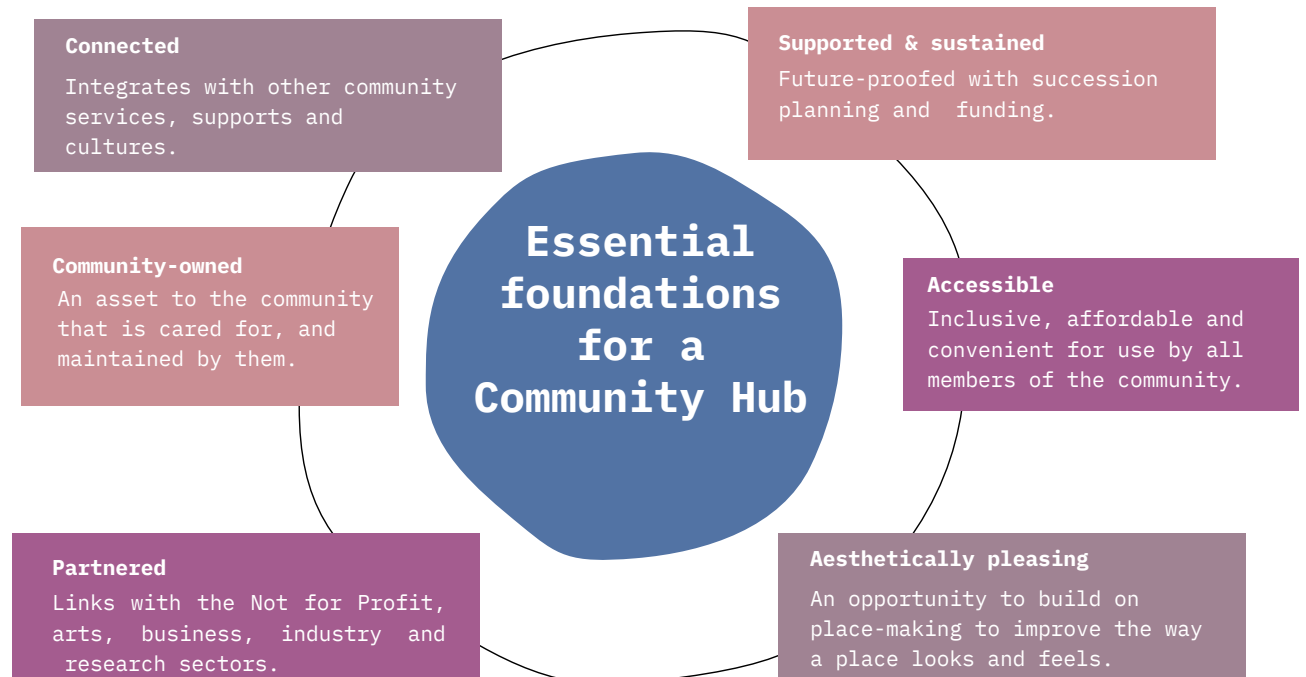 Connected
Integrates with other community
services, supports and
cultures.
Supported & sustained
Future-proofed with succession
planning and funding.
Essential
foundations
for a
Community Hub
Community-owned
An asset to the community
that is cared for, and
maintained by them.
Accessible
Inclusive, affordable and
convenient for use by all
members of the community.
Partnered
Links with the Not for Profit,
arts, business, industry and
research sectors.
Aesthetically pleasing
An opportunity to build on
place-making to improve the way
a place looks and feels.